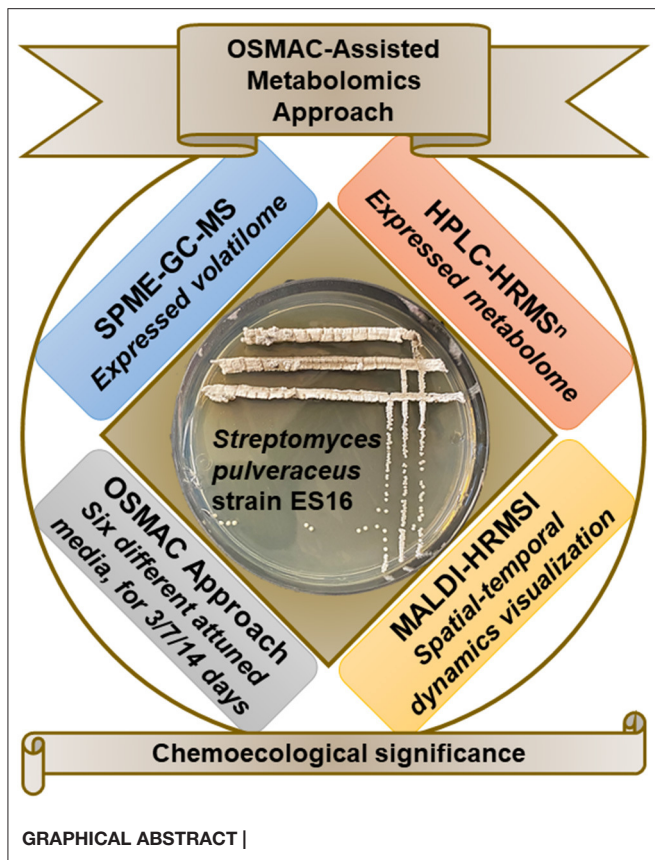 OSMAC-Assisted
Metabolomics
Approach
SPME-GC-MS
Expressed volatilome
HPLC-HRMSⁿ
Expressed metabolome
Streptomyces
pulveraceus
strain ES16
OSMAC Approach
Six different attuned
media, for 3/7/14 days
MALDI-HRMSI
Spatial-temporal
dynamics visualization
Chemoecological significance
GRAPHICAL ABSTRACT |